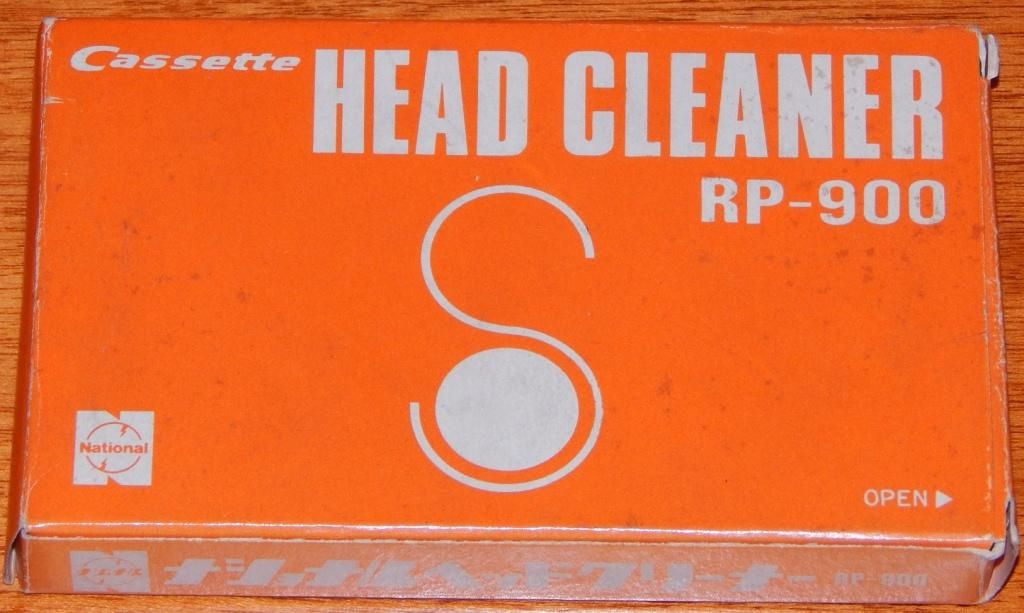 Cassette
HEAD CLEANER
RP-900
National
OPEN
ナショナル ヘッドクリーナー RP-900